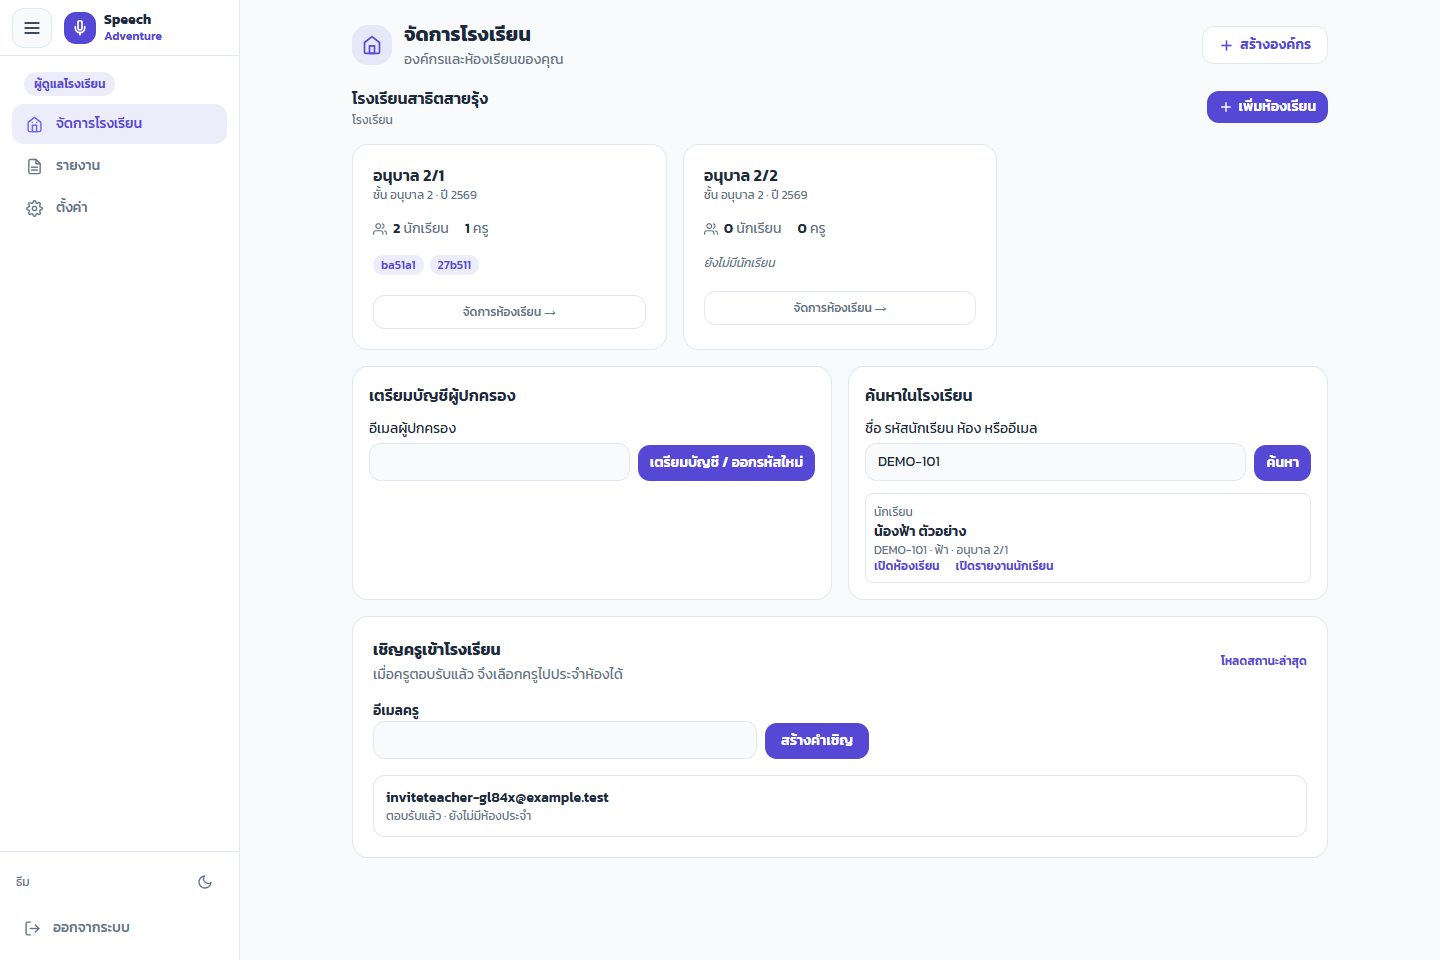 Speech
Adventure
ผู้ดูแลโรงเรียน
จัดการโรงเรียน
รายงาน
ตั้งค่า
ธีม
ออกจากระบบ
จัดการโรงเรียน
องค์กรและห้องเรียนของคุณ
+ สร้างองค์กร
โรงเรียนสาธิตสายรุ้ง
โรงเรียน
+ เพิ่มห้องเรียน
อนุบาล 2/1
ชั้น อนุบาล 2 · ปี 2569
2 นักเรียน 1 ครู
ba51a1 27b511
จัดการห้องเรียน →
อนุบาล 2/2
ชั้น อนุบาล 2 · ปี 2569
0 นักเรียน 0 ครู
ยังไม่มีนักเรียน
จัดการห้องเรียน →
เตรียมบัญชีผู้ปกครอง
อีเมลผู้ปกครอง
เตรียมบัญชี / ออกรหัสใหม่
ค้นหาในโรงเรียน
ชื่อ รหัสนักเรียน ห้อง หรืออีเมล
DEMO-101 ค้นหา
นักเรียน
น้องฟ้า ตัวอย่าง
DEMO-101 · ฟ้า · อนุบาล 2/1
เปิดห้องเรียน เปิดรายงานนักเรียน
เชิญครูเข้าโรงเรียน
เมื่อครูตอบรับแล้ว จึงเลือกครูไปประจำห้องได้
โหลดสถานะล่าสุด
อีเมลครู
สร้างคำเชิญ
inviteteacher-gl84x@example.test
ตอบรับแล้ว · ยังไม่มีห้องประจำ